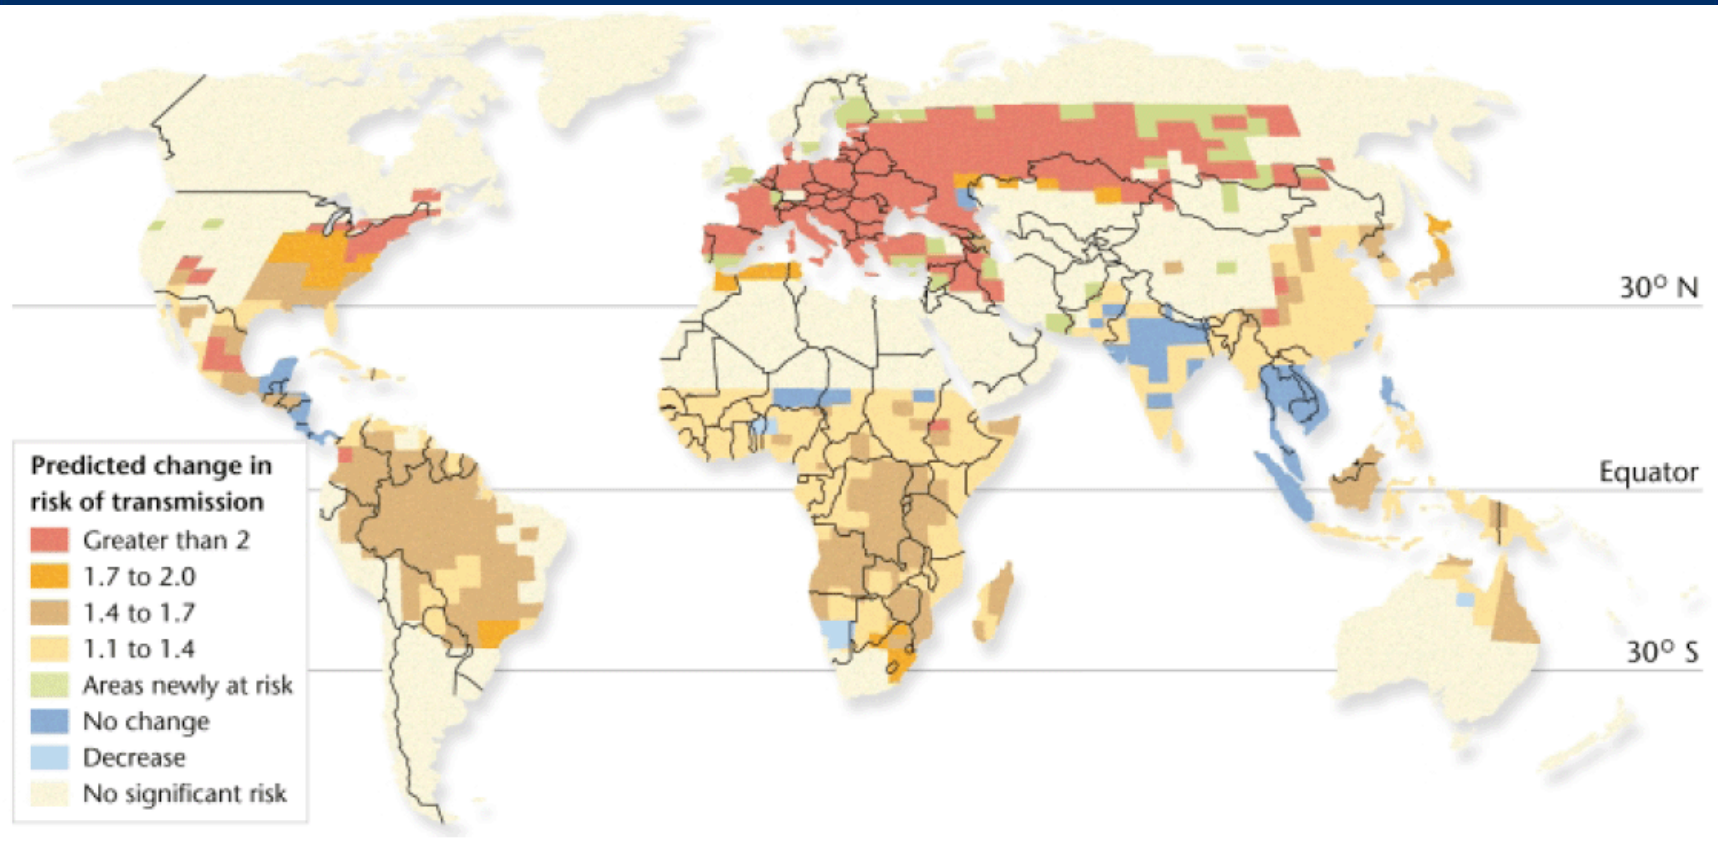 30° N
Equator
30° S
Predicted change in
risk of transmission
Greater than 2
1.7 to 2.0
1.4 to 1.7
1.1 to 1.4
Areas newly at risk
No change
Decrease
No significant risk